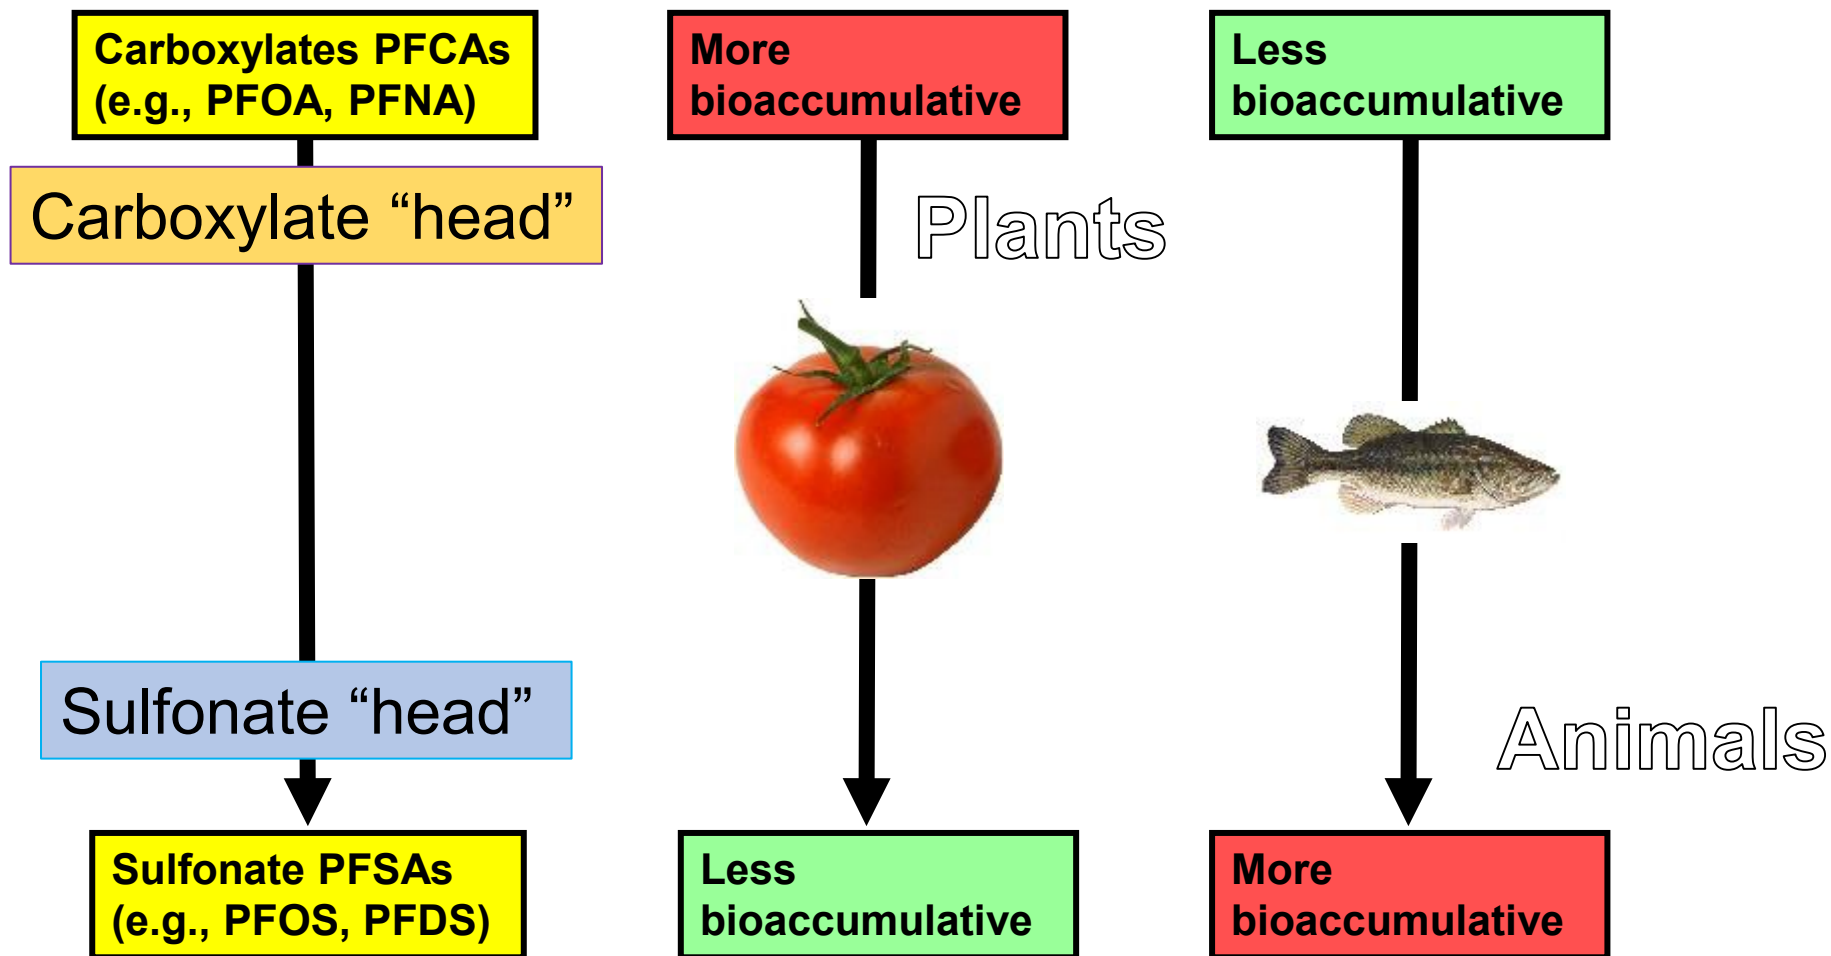 Carboxylates PFCAs
(e.g., PFOA, PFNA)
Carboxylate “head”
Sulfonate “head”
Sulfonate PFSAs
(e.g., PFOS, PFDS)
More
bioaccumulative
Plants
Less
bioaccumulative
Less
bioaccumulative
Animals
More
bioaccumulative